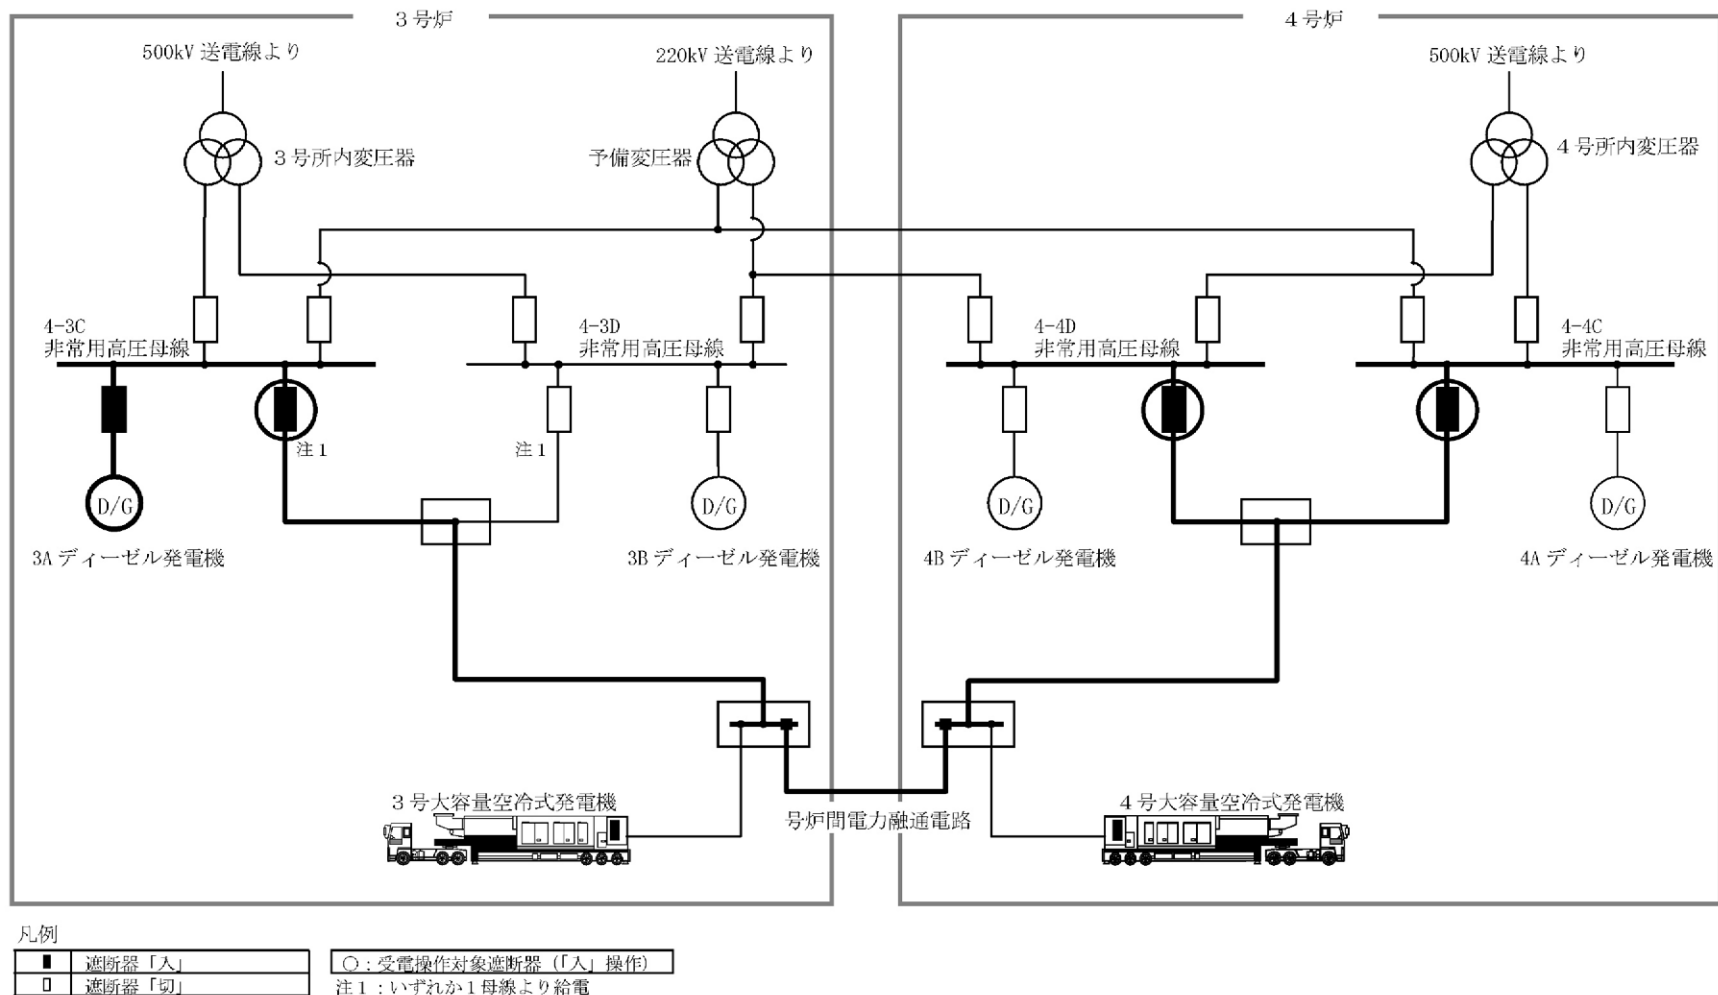 3号炉
4号炉
500kV 送電線より
220kV 送電線より
500kV 送電線より
3号所内変圧器
予備変圧器
4号所内変圧器
4-3C
非常用高圧母線
4-3D
非常用高圧母線
4-4D
非常用高圧母線
4-4C
非常用高圧母線
注1
注1
D/G
D/G
D/G
D/G
3A ディーゼル発電機
3B ディーゼル発電機
4B ディーゼル発電機
4A ディーゼル発電機
3号大容量空冷式発電機
号炉間電力融通電路
4号大容量空冷式発電機
凡例
遮断器「入」
遮断器「切」
○：受電操作対象遮断器（「入」操作）
注1：いずれか1母線より給電